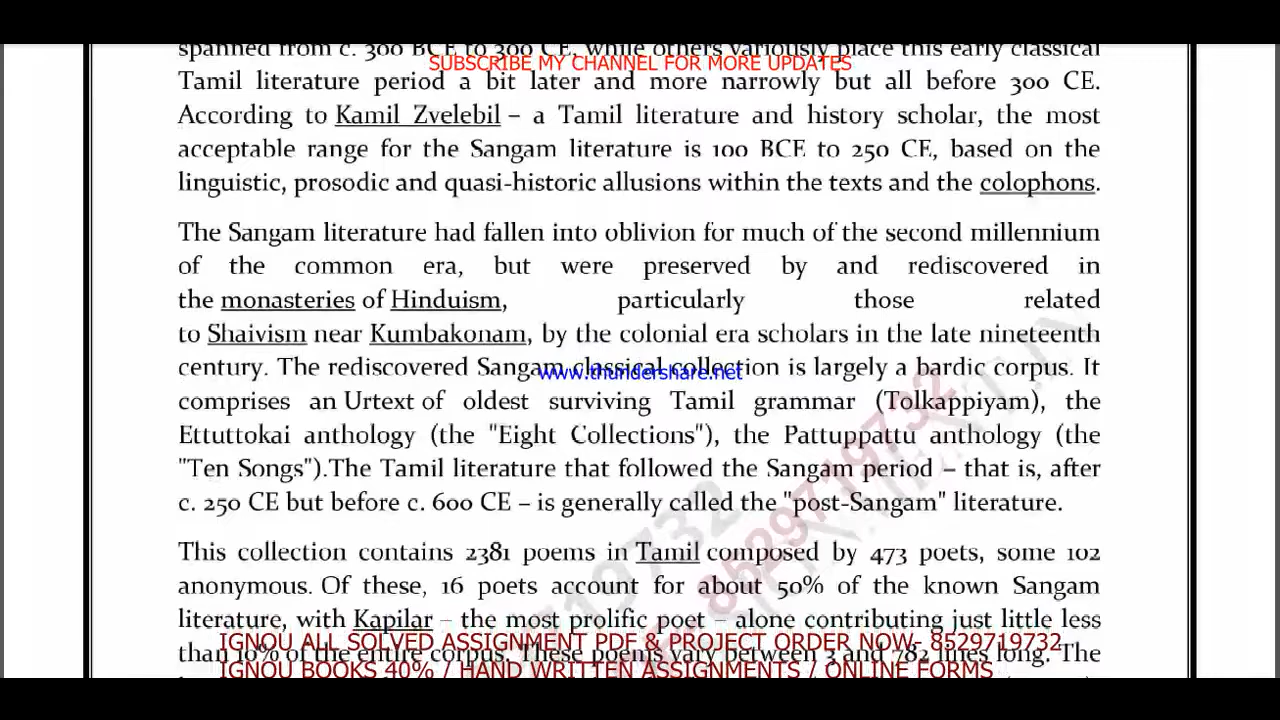 spanned from c. 300 BCE to 300 CE, while others variously place this early classical
SUBSCRIBE MY CHANNEL FOR MORE UPDATES
Tamil literature period a bit later and more narrowly but all before 300 CE.
According to Kamil Zvelebil – a Tamil literature and history scholar, the most
acceptable range for the Sangam literature is 100 BCE to 250 CE, based on the
linguistic, prosodic and quasi-historic allusions within the texts and the colophons.
The Sangam literature had fallen into oblivion for much of the second millennium
of the common era, but were preserved by and rediscovered in
the monasteries of Hinduism, particularly those related
to Shaivism near Kumbakonam, by the colonial era scholars in the late nineteenth
century. The rediscovered Sangam classical collection is largely a bardic corpus. It
www.thundershare.net
comprises an Urtext of oldest surviving Tamil grammar (Tolkappiyam), the
Ettuttokai anthology (the "Eight Collections"), the Pattuppattu anthology (the
"Ten Songs").The Tamil literature that followed the Sangam period – that is, after
c. 250 CE but before c. 600 CE – is generally called the "post-Sangam" literature.
This collection contains 2381 poems in Tamil composed by 473 poets, some 102
anonymous. Of these, 16 poets account for about 50% of the known Sangam
literature, with Kapilar – the most prolific poet – alone contributing just little less
IGNOU ALL SOLVED ASSIGNMENT PDF & PROJECT ORDER NOW- 8529719732
than 10% of the entire corpus. These poems vary between 3 and 782 lines long. The
IGNOU BOOKS 40% / HAND WRITTEN ASSIGNMENTS / ONLINE FORMS
8529719732